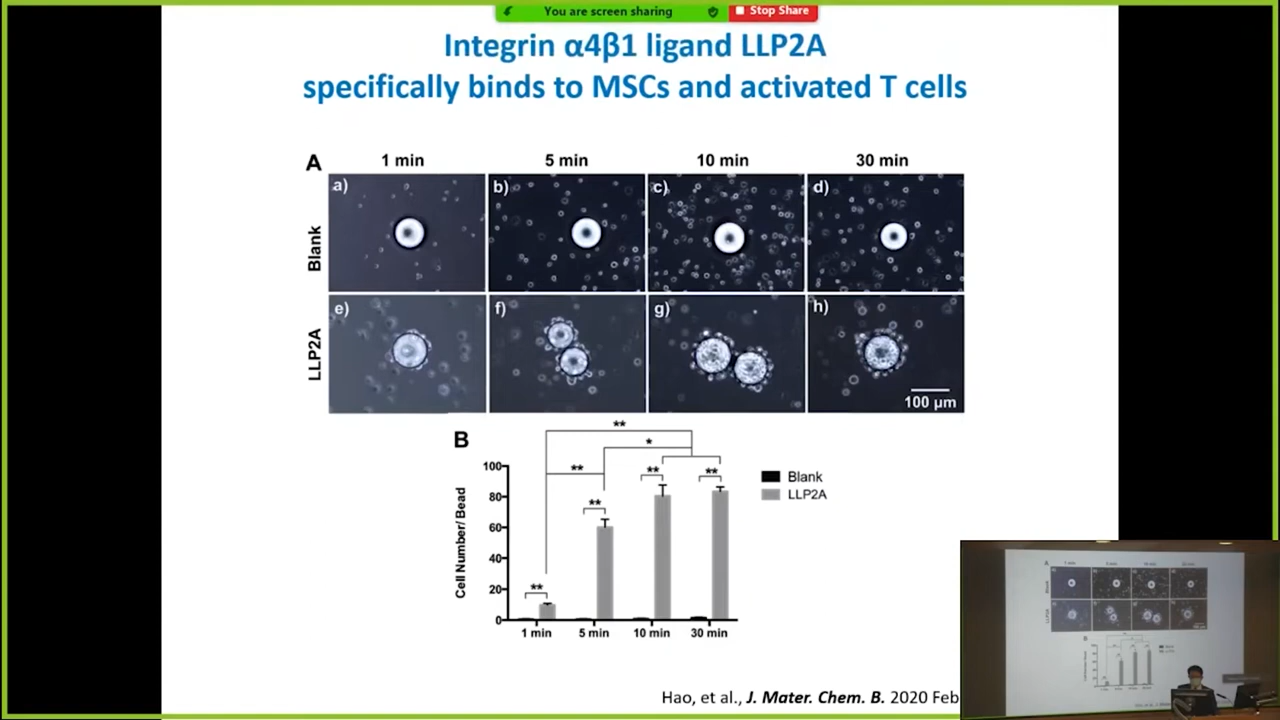 You are screen sharing
Stop Share
Integrin α4β1 ligand LLP2A
specifically binds to MSCs and activated T cells
A
1 min 5 min 10 min 30 min
Blank
a) b) c) d)
LLP2A
e) f) g) h)
100 μm
B
**
*
** ** **
**
**
100
80
60
40
20
0
Cell Number/ Bead
1 min 5 min 10 min 30 min
Blank
LLP2A
Hao, et al., J. Mater. Chem. B. 2020 Feb